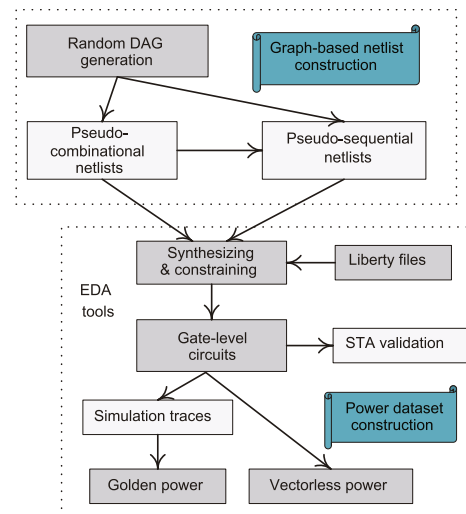 Random DAG
generation
Graph-based netlist
construction
Pseudo-
combinational
netlists
Pseudo-sequential
netlists
Synthesizing
& constraining
Liberty files
EDA
tools
Gate-level
circuits
STA validation
Simulation traces
Power dataset
construction
Golden power
Vectorless power